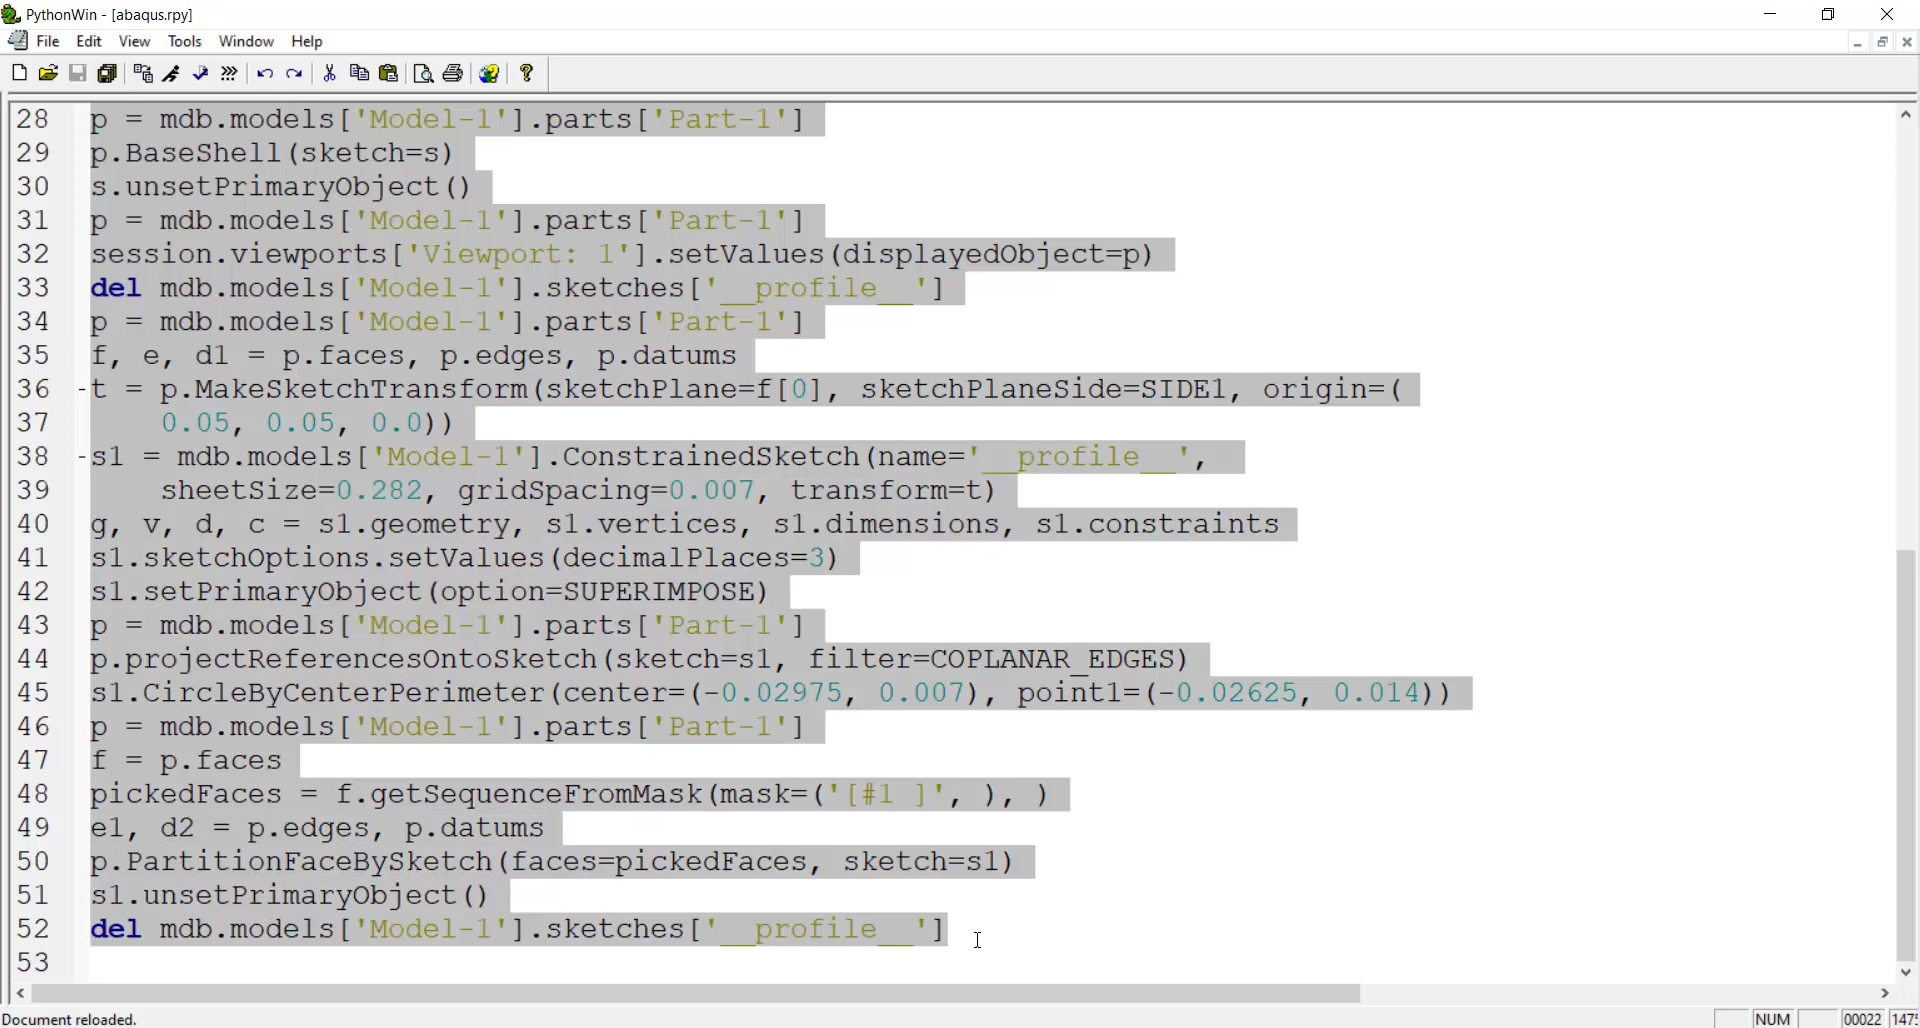 PythonWin - [abaqus.rpy]
File Edit View Tools Window Help
28 p = mdb.models['Model-1'].parts['Part-1']
29 p.BaseShell(sketch=s)
30 s.unsetPrimaryObject()
31 p = mdb.models['Model-1'].parts['Part-1']
32 session.viewports['Viewport: 1'].setValues(displayedObject=p)
33 del mdb.models['Model-1'].sketches['__profile__']
34 p = mdb.models['Model-1'].parts['Part-1']
35 f, e, d1 = p.faces, p.edges, p.datums
36 -t = p.MakeSketchTransform(sketchPlane=f[0], sketchPlaneSide=SIDE1, origin=(
37 0.05, 0.05, 0.0))
38 -s1 = mdb.models['Model-1'].ConstrainedSketch(name='__profile__',
39 sheetSize=0.282, gridSpacing=0.007, transform=t)
40 g, v, d, c = s1.geometry, s1.vertices, s1.dimensions, s1.constraints
41 s1.sketchOptions.setValues(decimalPlaces=3)
42 s1.setPrimaryObject(option=SUPERIMPOSE)
43 p = mdb.models['Model-1'].parts['Part-1']
44 p.projectReferencesOntoSketch(sketch=s1, filter=COPLANAR_EDGES)
45 s1.CircleByCenterPerimeter(center=(-0.02975, 0.007), point1=(-0.02625, 0.014))
46 p = mdb.models['Model-1'].parts['Part-1']
47 f = p.faces
48 pickedFaces = f.getSequenceFromMask(mask=('[#1 ]', ), )
49 e1, d2 = p.edges, p.datums
50 p.PartitionFaceBySketch(faces=pickedFaces, sketch=s1)
51 s1.unsetPrimaryObject()
52 del mdb.models['Model-1'].sketches['__profile__']
53
Document reloaded. NUM 00022 147